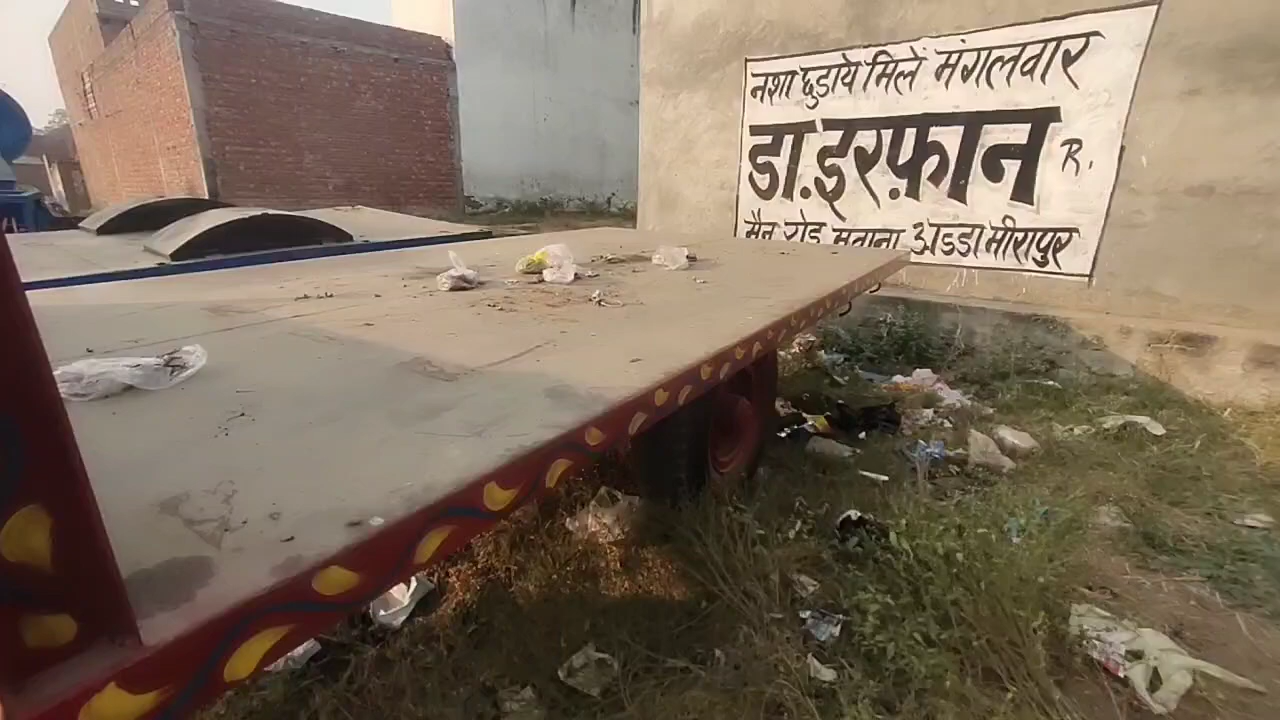 नशा छुडाये मिलें मंगलवार
डा. इरफ़ान R.
मैन रोड मवाना अड्डा मीरापुर